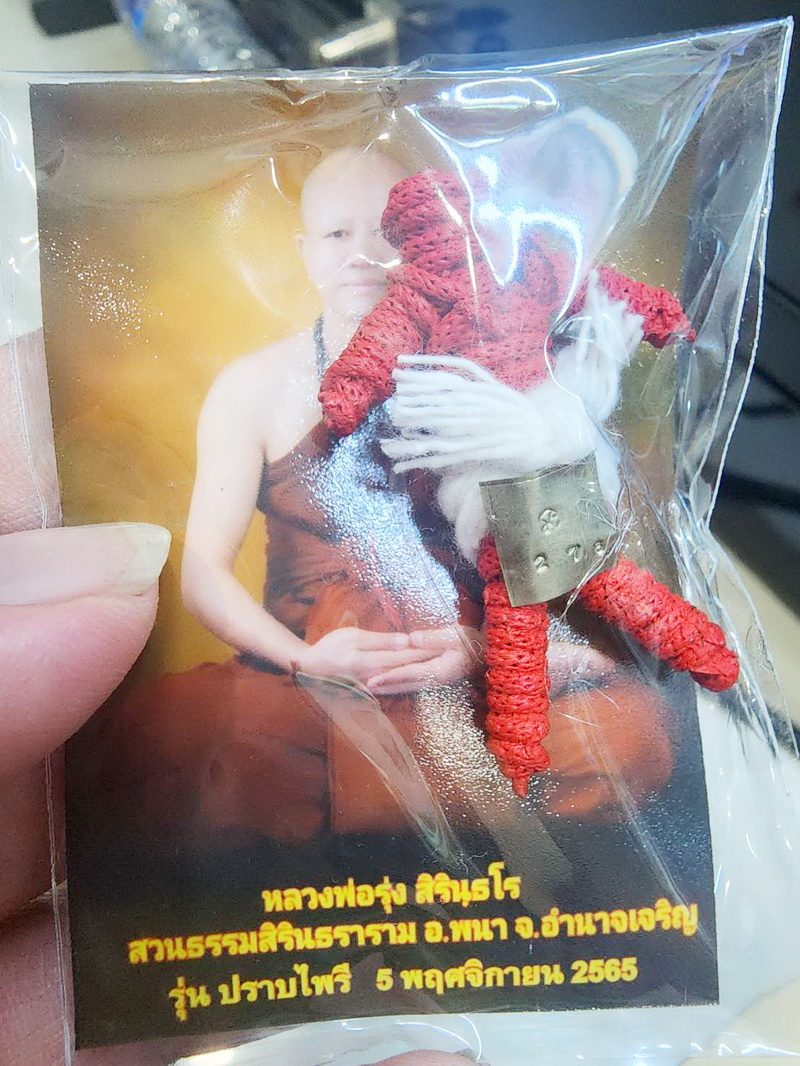 2 7 6
หลวงพ่อรุ่ง สิรินฺธโร
สวนธรรมสิรินธราราม อ.พนา จ.อำนาจเจริญ
รุ่น ปราบไพรี 5 พฤศจิกายน 2565